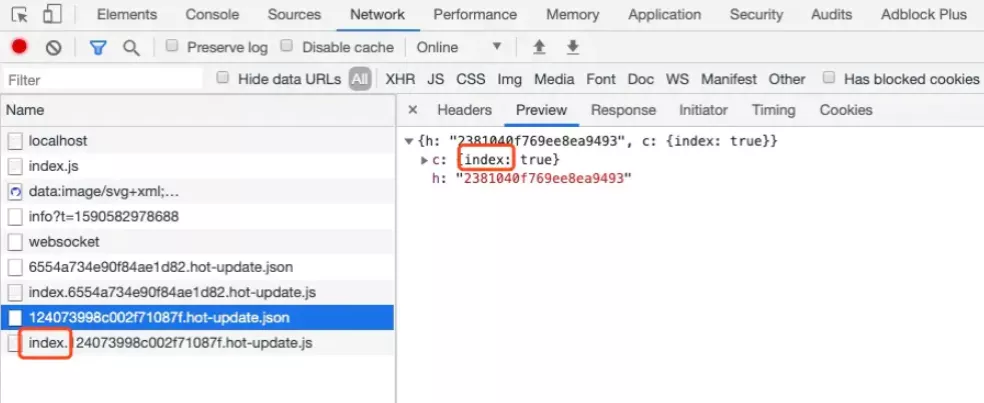 Elements Console Sources Network Performance Memory Application Security Audits Adblock Plus
Preserve log Disable cache Online
Filter Hide data URLs All XHR JS CSS Img Media Font Doc WS Manifest Other Has blocked cookies
Name
× Headers Preview Response Initiator Timing Cookies
localhost
index.js
data:image/svg+xml;…
info?t=1590582978688
websocket
6554a734e90f84ae1d82.hot-update.json
index.6554a734e90f84ae1d82.hot-update.js
124073998c002f71087f.hot-update.json
index.124073998c002f71087f.hot-update.js
▼{h: "2381040f769ee8ea9493", c: {index: true}}
▶c: {index: true}
h: "2381040f769ee8ea9493"